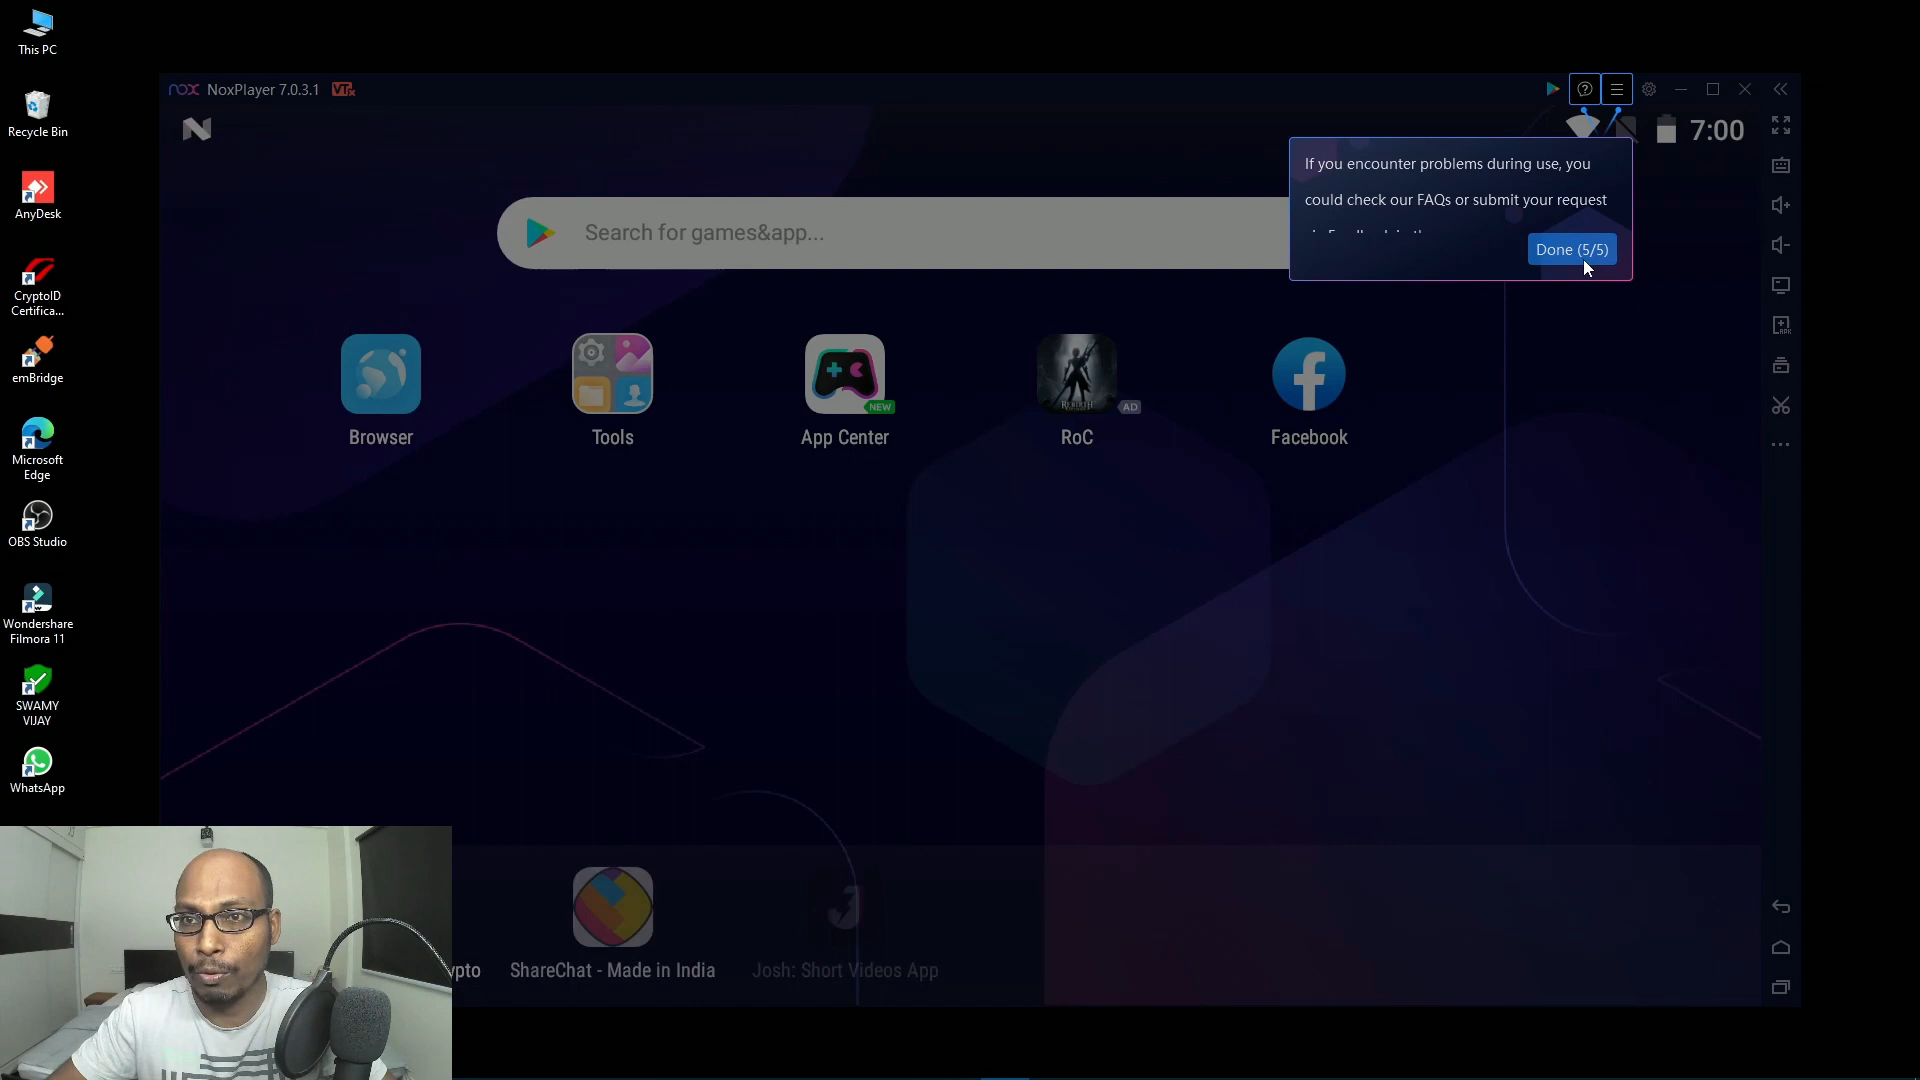 This PC
Recycle Bin
AnyDesk
CryptoID
Certifica...
emBridge
Microsoft
Edge
OBS Studio
Wondershare
Filmora 11
SWAMY
VIJAY
WhatsApp
nox NoxPlayer 7.0.3.1 VTx
7:00
Search for games&app...
If you encounter problems during use, you
could check our FAQs or submit your request
Done (5/5)
Browser
Tools
App Center
NEW
RoC
AD
Facebook
ypto
ShareChat - Made in India
Josh: Short Videos App